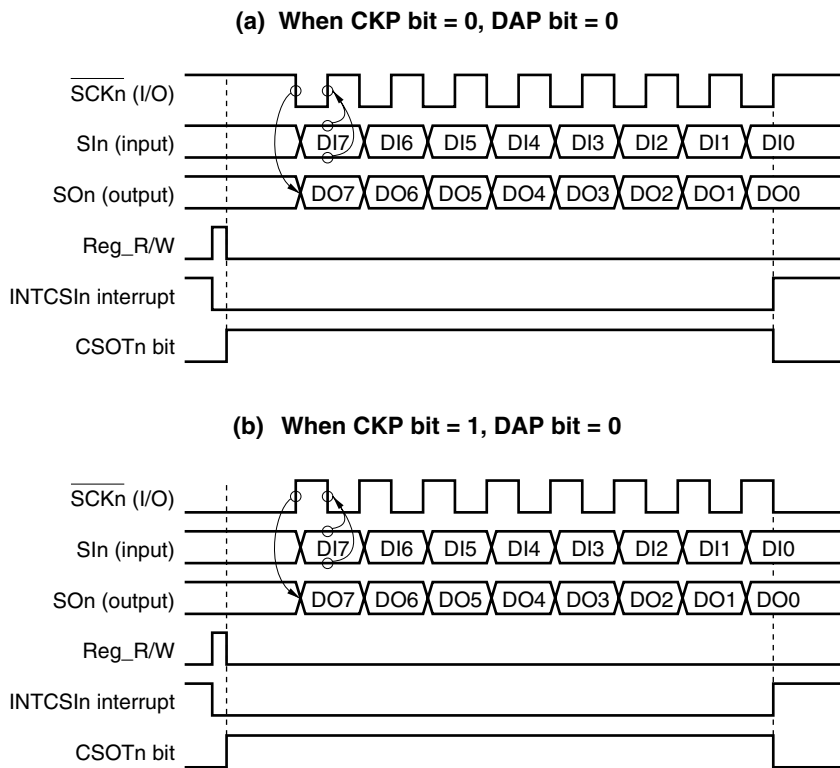 (a) When CKP bit = 0, DAP bit = 0
SCKn (I/O)
SIn (input) DI7 DI6 DI5 DI4 DI3 DI2 DI1 DI0
SOn (output) DO7 DO6 DO5 DO4 DO3 DO2 DO1 DO0
Reg_R/W
INTCSIn interrupt
CSOTn bit
(b) When CKP bit = 1, DAP bit = 0
SCKn (I/O)
SIn (input) DI7 DI6 DI5 DI4 DI3 DI2 DI1 DI0
SOn (output) DO7 DO6 DO5 DO4 DO3 DO2 DO1 DO0
Reg_R/W
INTCSIn interrupt
CSOTn bit